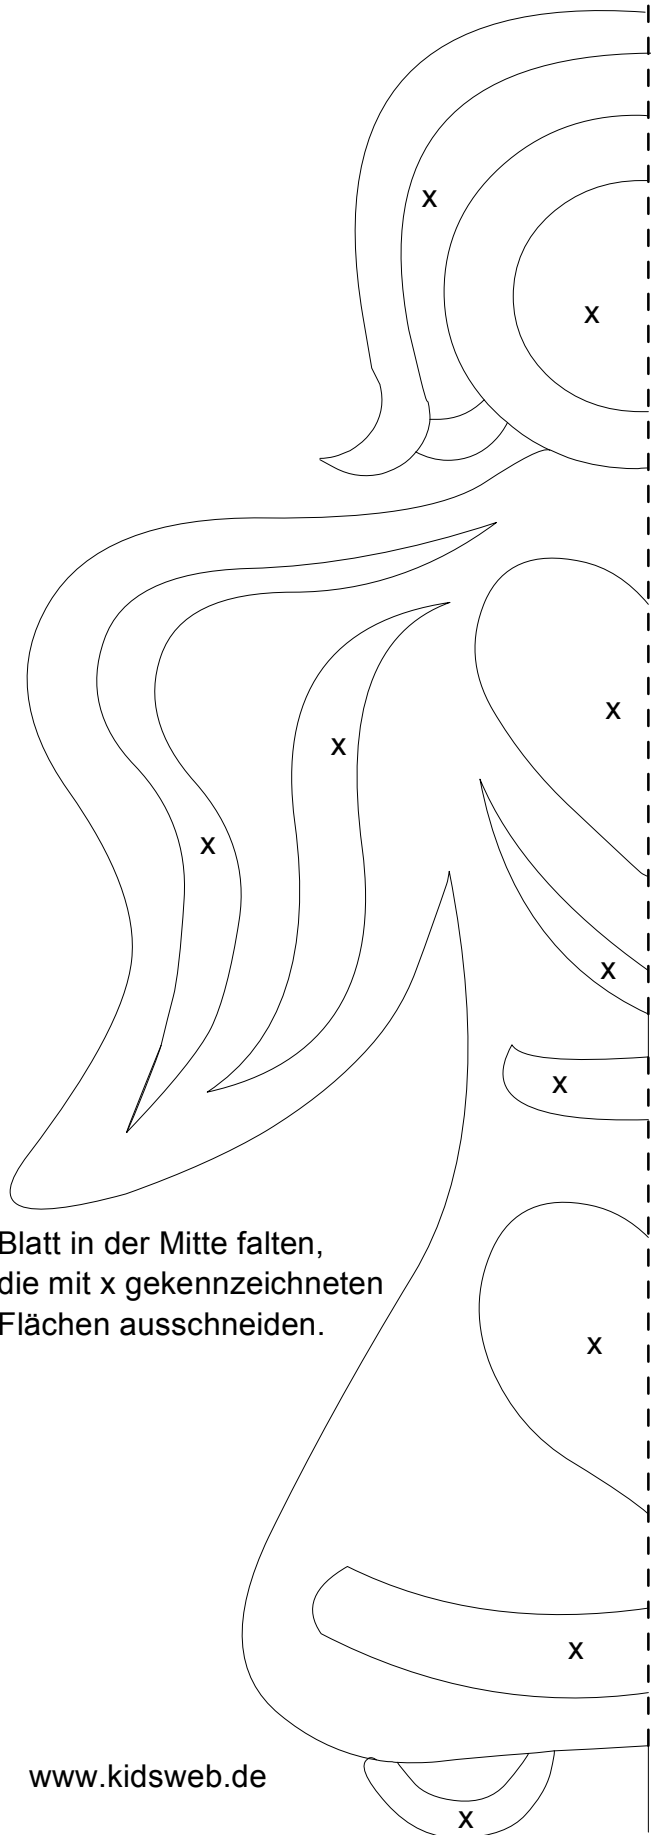 x
x
x
x
x
x
x
Blatt in der Mitte falten,
die mit x gekennzeichneten
Flächen ausschneiden.
x
x
www.kidsweb.de
x